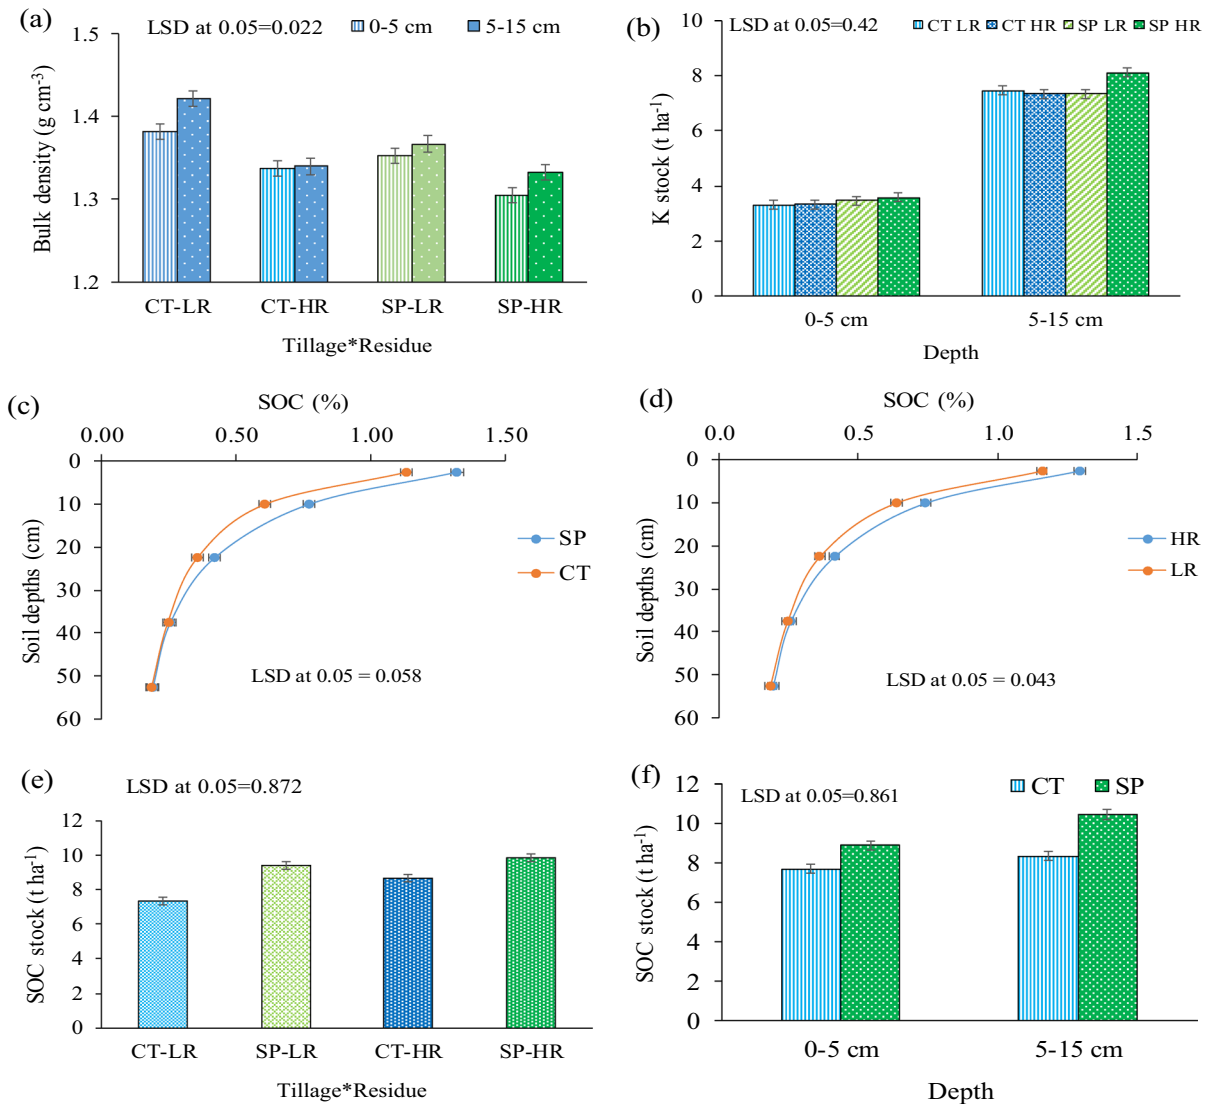 (a)
LSD at 0.05=0.022
0-5 cm
5-15 cm
1.5
1.4
1.3
1.2
Bulk density (g cm⁻³)
CT-LR
CT-HR
SP-LR
SP-HR
Tillage*Residue
(b)
LSD at 0.05=0.42
CT LR
CT HR
SP LR
SP HR
10
8
6
4
2
0
K stock (t ha⁻¹)
0-5 cm
5-15 cm
Depth
(c)
SOC (%)
0.00
0.50
1.00
1.50
0
10
20
30
40
50
60
Soil depths (cm)
SP
CT
LSD at 0.05 = 0.058
(d)
SOC (%)
0.00
0.5
1.0
1.5
0
10
20
30
40
50
60
Soil depths (cm)
HR
LR
LSD at 0.05 = 0.043
(e)
LSD at 0.05=0.872
12
10
8
6
4
2
0
SOC stock (t ha⁻¹)
CT-LR
SP-LR
CT-HR
SP-HR
Tillage*Residue
(f)
LSD at 0.05=0.861
CT
SP
12
10
8
6
4
2
0
SOC stock (t ha⁻¹)
0-5 cm
5-15 cm
Depth